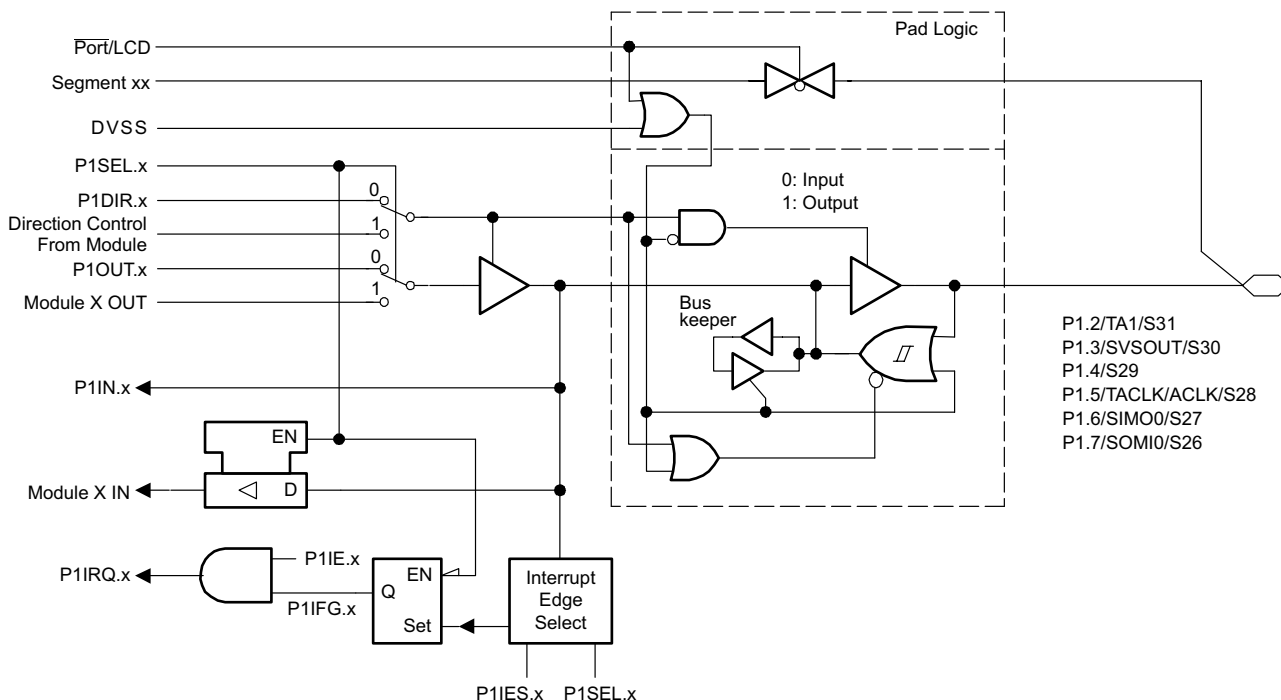 Pad Logic
Port/LCD
Segment xx
DVSS
P1SEL.x
P1DIR.x
0
Direction Control
From Module
1
P1OUT.x
0
Module X OUT
1
0: Input
1: Output
Bus
keeper
P1.2/TA1/S31
P1.3/SVSOUT/S30
P1.4/S29
P1.5/TACLK/ACLK/S28
P1.6/SIMO0/S27
P1.7/SOMI0/S26
P1IN.x
EN
D
Module X IN
P1IE.x
P1IRQ.x
P1IFG.x
EN
Q
Set
Interrupt
Edge
Select
P1IES.x
P1SEL.x